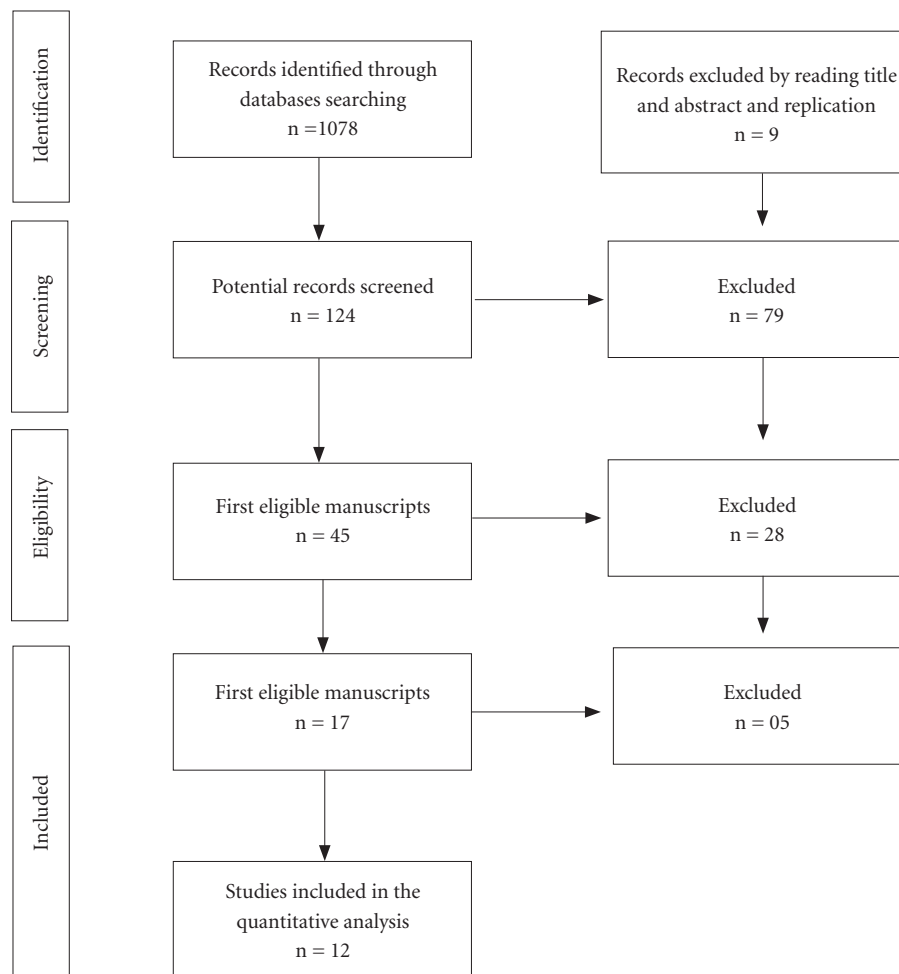 Identification
Records identified through
databases searching
n =1078
Records excluded by reading title
and abstract and replication
n = 9
Screening
Potential records screened
n = 124
Excluded
n = 79
Eligibility
First eligible manuscripts
n = 45
Excluded
n = 28
Included
First eligible manuscripts
n = 17
Excluded
n = 05
Studies included in the
quantitative analysis
n = 12